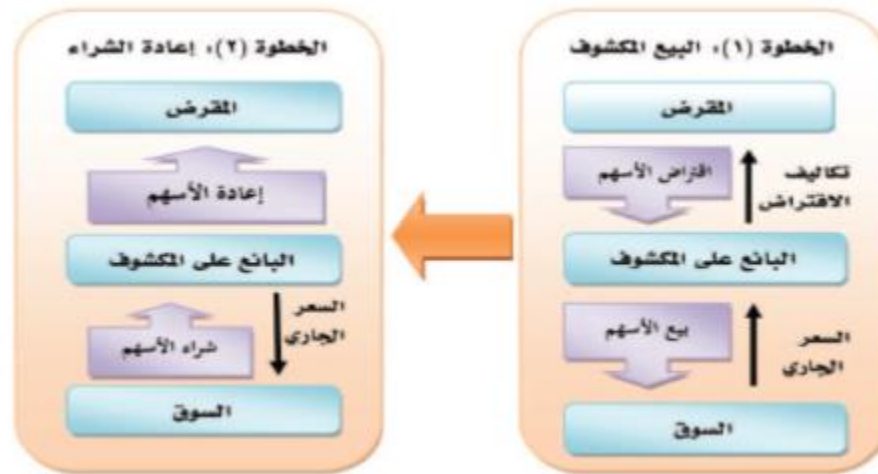 الخطوة (١)، البيع المكشوف
المقرض
اقتراض الأسهم
تكاليف
الاقتراض
البائع على المكشوف
بيع الأسهم
السعر
الجاري
السوق
الخطوة (٢)، إعادة الشراء
المقرض
إعادة الأسهم
البائع على المكشوف
شراء الأسهم
السعر
الجاري
السوق